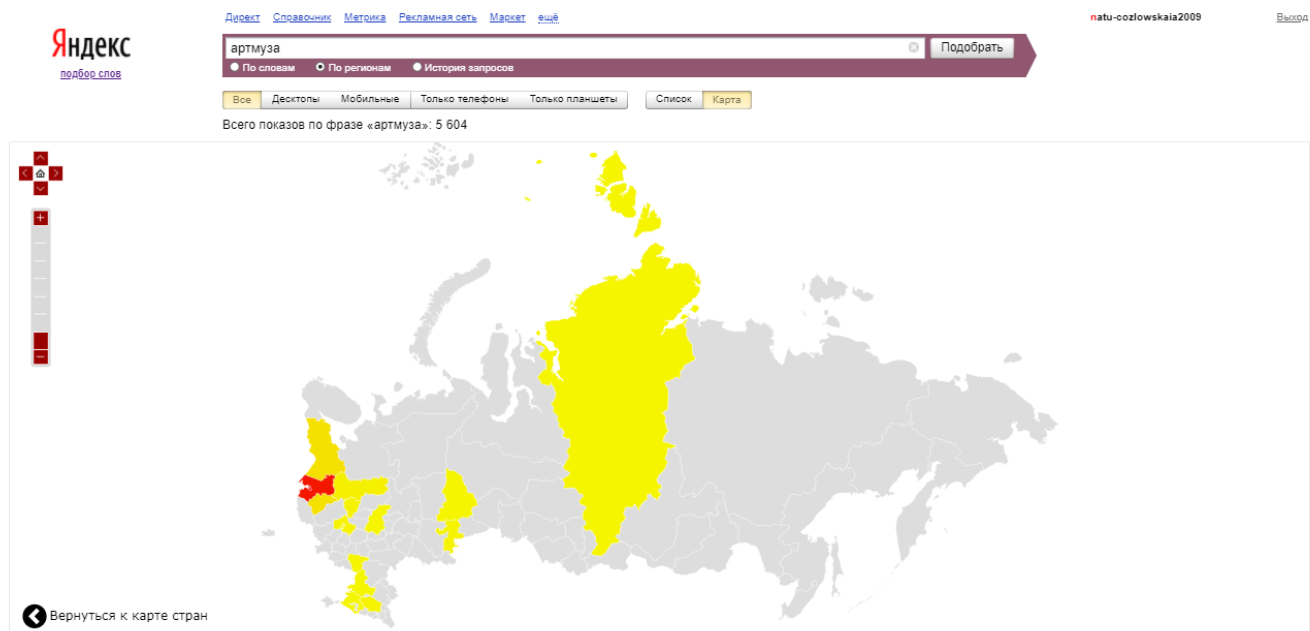 Директ Справочник Метрика Рекламная сеть Маркет ещё
natu-cozlowskaia2009 Выход
Яндекс
подбор слов
артмуза Подобрать
По словам По регионам История запросов
Все Десктопы Мобильные Только телефоны Только планшеты Список Карта
Всего показов по фразе «артмуза»: 5 604
Вернуться к карте стран